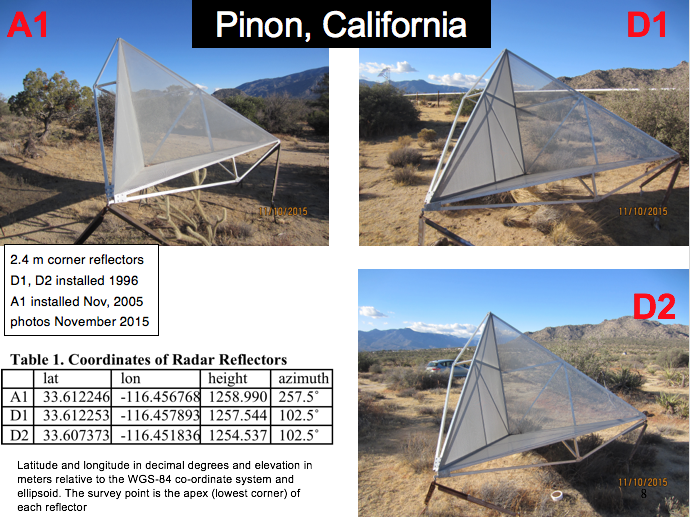 A1
Pinon, California
D1
11/10/2015
11/10/2015
2.4 m corner reflectors
D1, D2 installed 1996
A1 installed Nov, 2005
photos November 2015
D2
Table 1. Coordinates of Radar Reflectors
lat lon height azimuth
A1 33.612246 -116.456768 1258.990 257.5˚
D1 33.612253 -116.457893 1257.544 102.5˚
D2 33.607373 -116.451836 1254.537 102.5˚
Latitude and longitude in decimal degrees and elevation in
meters relative to the WGS-84 co-ordinate system and
ellipsoid. The survey point is the apex (lowest corner) of
each reflector
11/10/2015
8